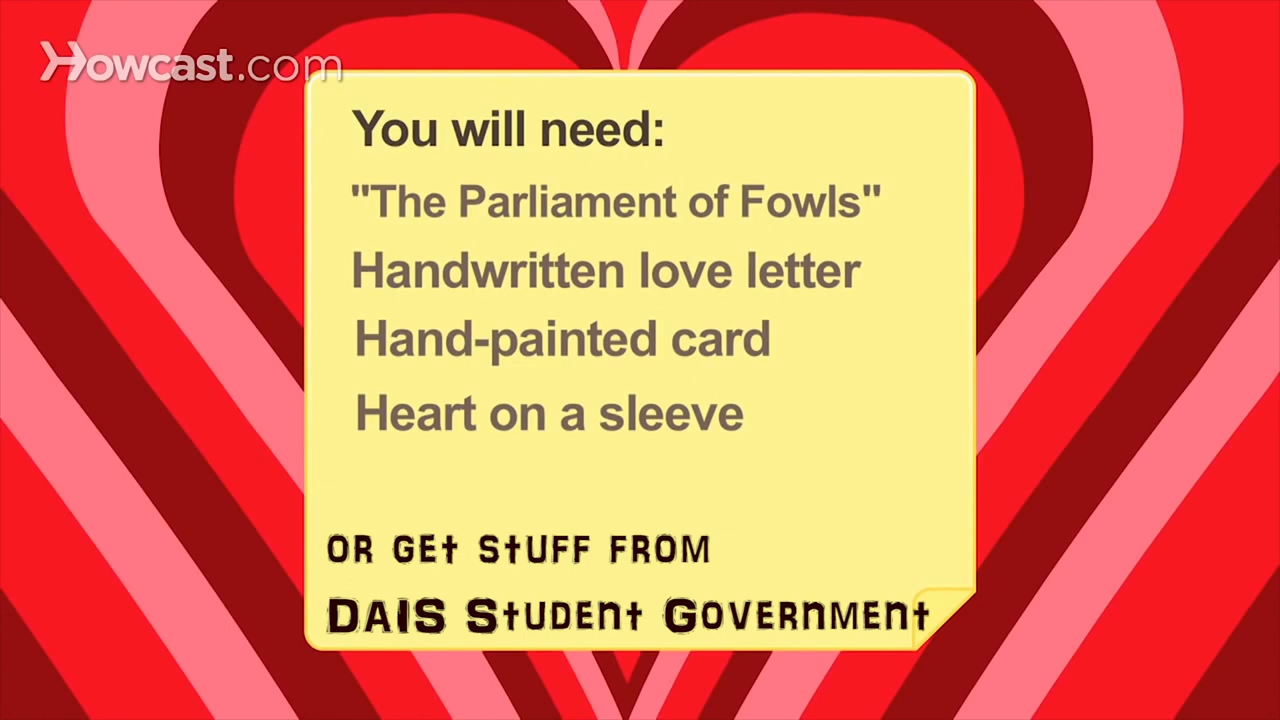 Howcast.com
You will need:
"The Parliament of Fowls"
Handwritten love letter
Hand-painted card
Heart on a sleeve
OR GET STUFF FROM
DAIS STUDENT GOVERNMENT